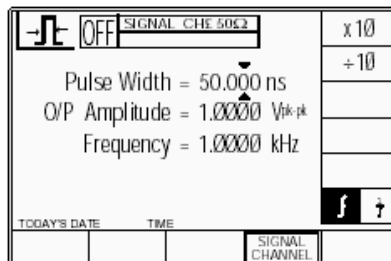 OFF SIGNAL CHE 50Ω
x 10
÷ 10
Pulse Width = 50.000 ns
O/P Amplitude = 1.0000 Vpk-pk
Frequency = 1.0000 kHz
TODAY'S DATE TIME
SIGNAL
CHANNEL